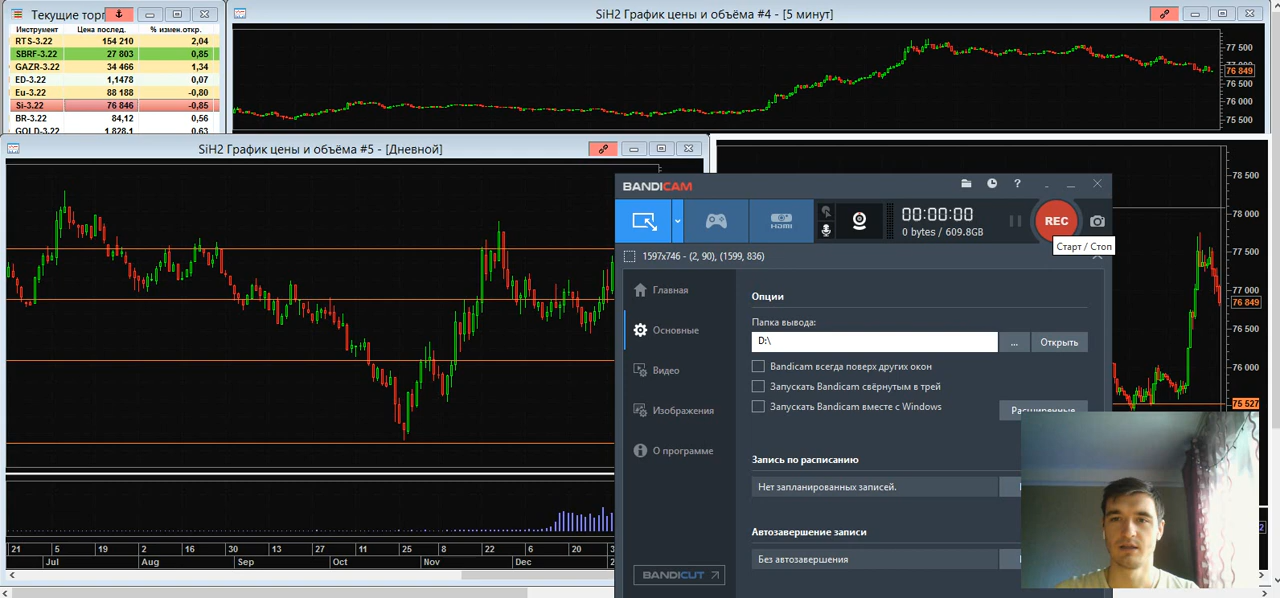 Текущие торг
Инструмент Цена послед. % измен.откр.
RTS-3.22 154 210 2,04
SBRF-3.22 27 803 0,85
GAZR-3.22 34 466 1,34
ED-3.22 1,1478 0,07
Eu-3.22 88 188 -0,80
Si-3.22 76 846 -0,85
BR-3.22 84,12 0,56
GOLD-3.22 1 828,1 0,63
SiH2 График цены и объёма #4 - [5 минут]
77 500
77 000
76 849
76 500
76 000
75 500
SiH2 График цены и объёма #5 - [Дневной]
21 5 19 2 16 30 13 27 11 25 8 22 6 20
Jul Aug Sep Oct Nov Dec
78 500
78 000
77 500
77 000
76 849
76 500
76 000
75 527
BANDICAM
?
HDMI
00:00:00
0 bytes / 609.8GB
REC
Старт / Стоп
1597x746 - (2, 90), (1599, 836)
Главная
Основные
Видео
Изображения
О программе
BANDICUT
Опции
Папка вывода:
D:\
...
Открыть
Bandicam всегда поверх других окон
Запускать Bandicam свёрнутым в трей
Запускать Bandicam вместе с Windows
Расширенные
Запись по расписанию
Нет запланированных записей.
Автозавершение записи
Без автозавершения